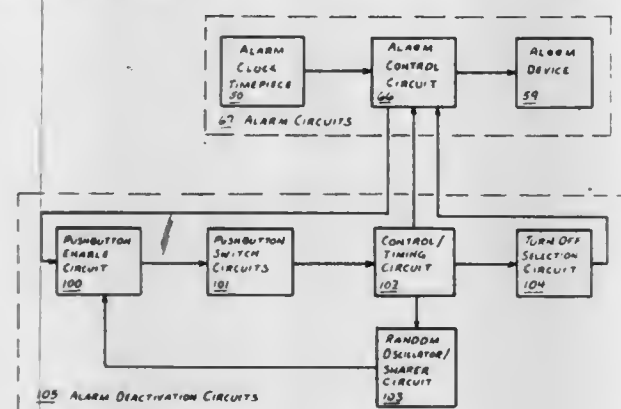 ALARM
CLOCK
TIMEPIECE
50
ALARM
CONTROL
CIRCUIT
66
ALARM
DEVICE
59
67 ALARM CIRCUITS
PUSHBUTTON
ENABLE
CIRCUIT
100
PUSHBUTTON
SWITCH
CIRCUITS
101
CONTROL/
TIMING
CIRCUIT
102
TURN OFF
SELECTION
CIRCUIT
104
RANDOM
OSCILLATOR/
SHARER
CIRCUIT
103
105 ALARM DEACTIVATION CIRCUITS